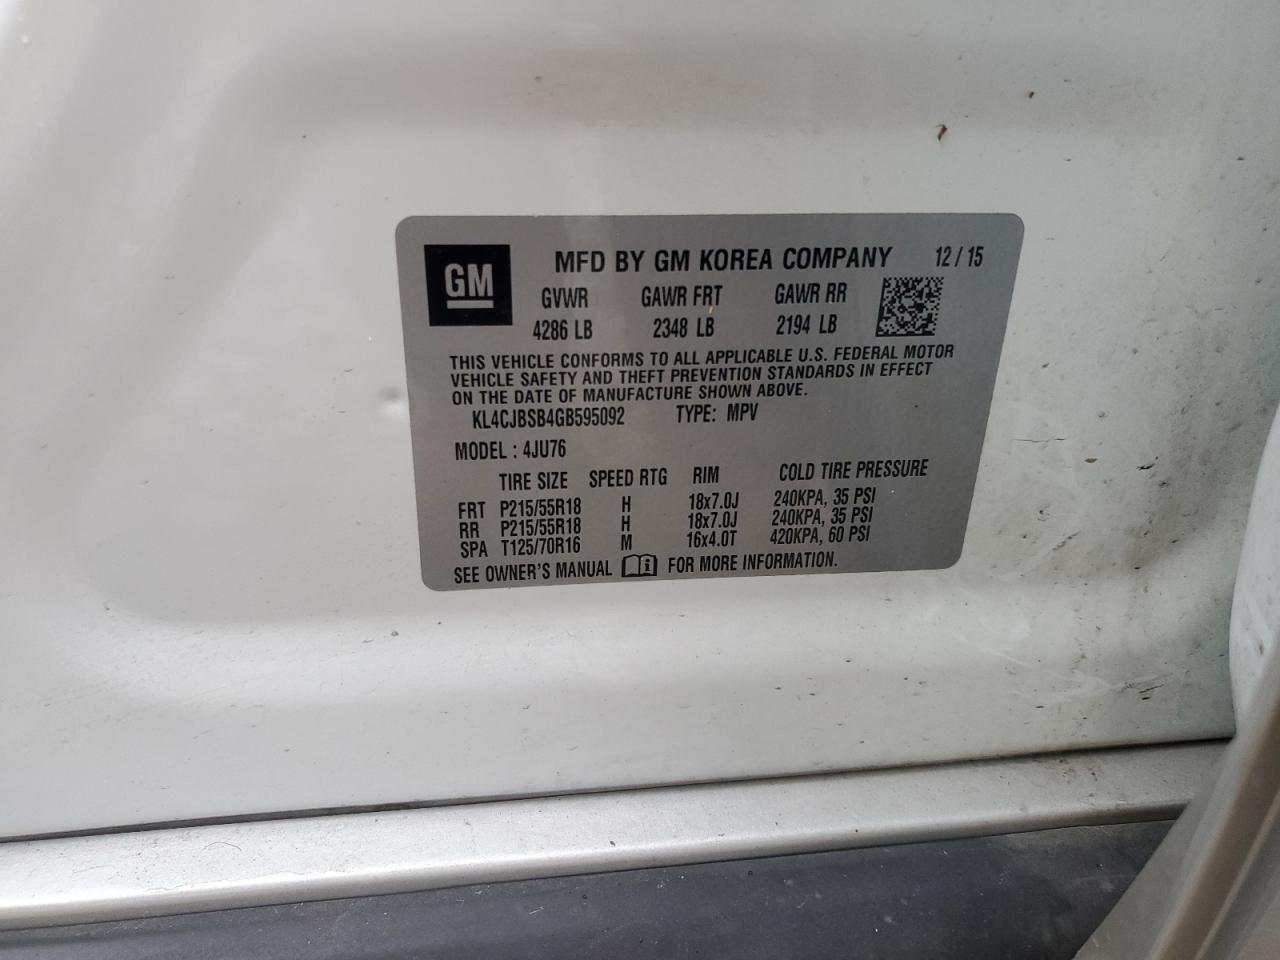 GM
MFD BY GM KOREA COMPANY 12/15
GVWR GAWR FRT GAWR RR
4286 LB 2348 LB 2194 LB
THIS VEHICLE CONFORMS TO ALL APPLICABLE U.S. FEDERAL MOTOR
VEHICLE SAFETY AND THEFT PREVENTION STANDARDS IN EFFECT
ON THE DATE OF MANUFACTURE SHOWN ABOVE.
KL4CJBSB4GB595092 TYPE: MPV
MODEL : 4JU76
TIRE SIZE SPEED RTG RIM COLD TIRE PRESSURE
FRT P215/55R18 H 18x7.0J 240KPA, 35 PSI
RR P215/55R18 H 18x7.0J 240KPA, 35 PSI
SPA T125/70R16 M 16x4.0T 420KPA, 60 PSI
SEE OWNER'S MANUAL i FOR MORE INFORMATION.